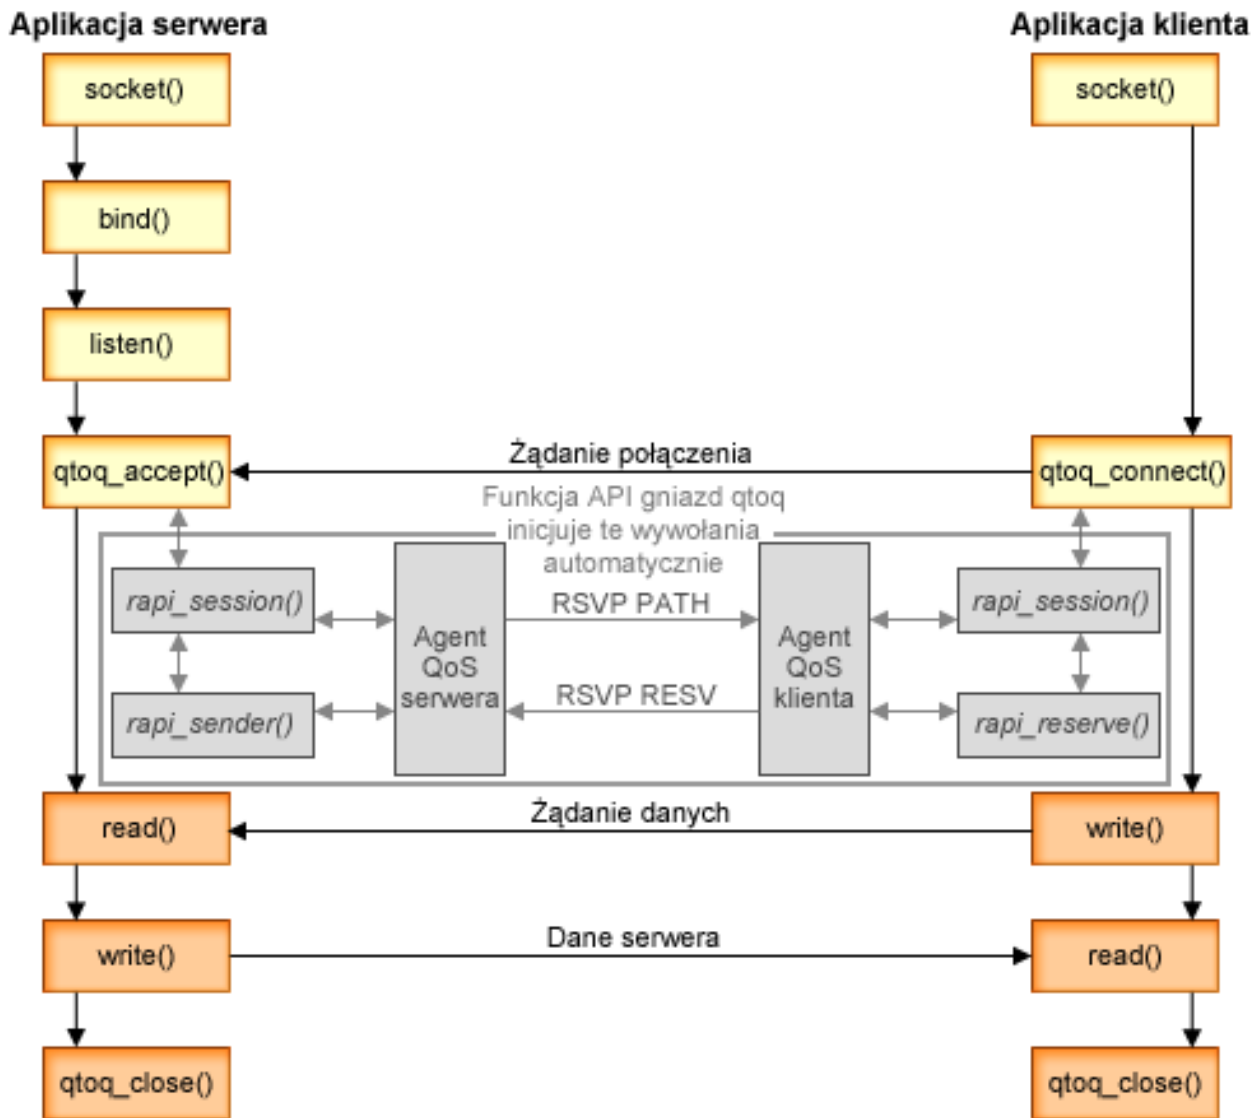 Aplikacja serwera
Aplikacja klienta
socket()
socket()
bind()
listen()
qtoq_accept()
Żądanie połączenia
qtoq_connect()
Funkcja API gniazd qtoq
inicjuje te wywołania
automatycznie
rapi_session()
Agent
QoS
serwera
RSVP PATH
Agent
QoS
klienta
rapi_session()
rapi_sender()
RSVP RESV
rapi_reserve()
read()
Żądanie danych
write()
write()
Dane serwera
read()
qtoq_close()
qtoq_close()